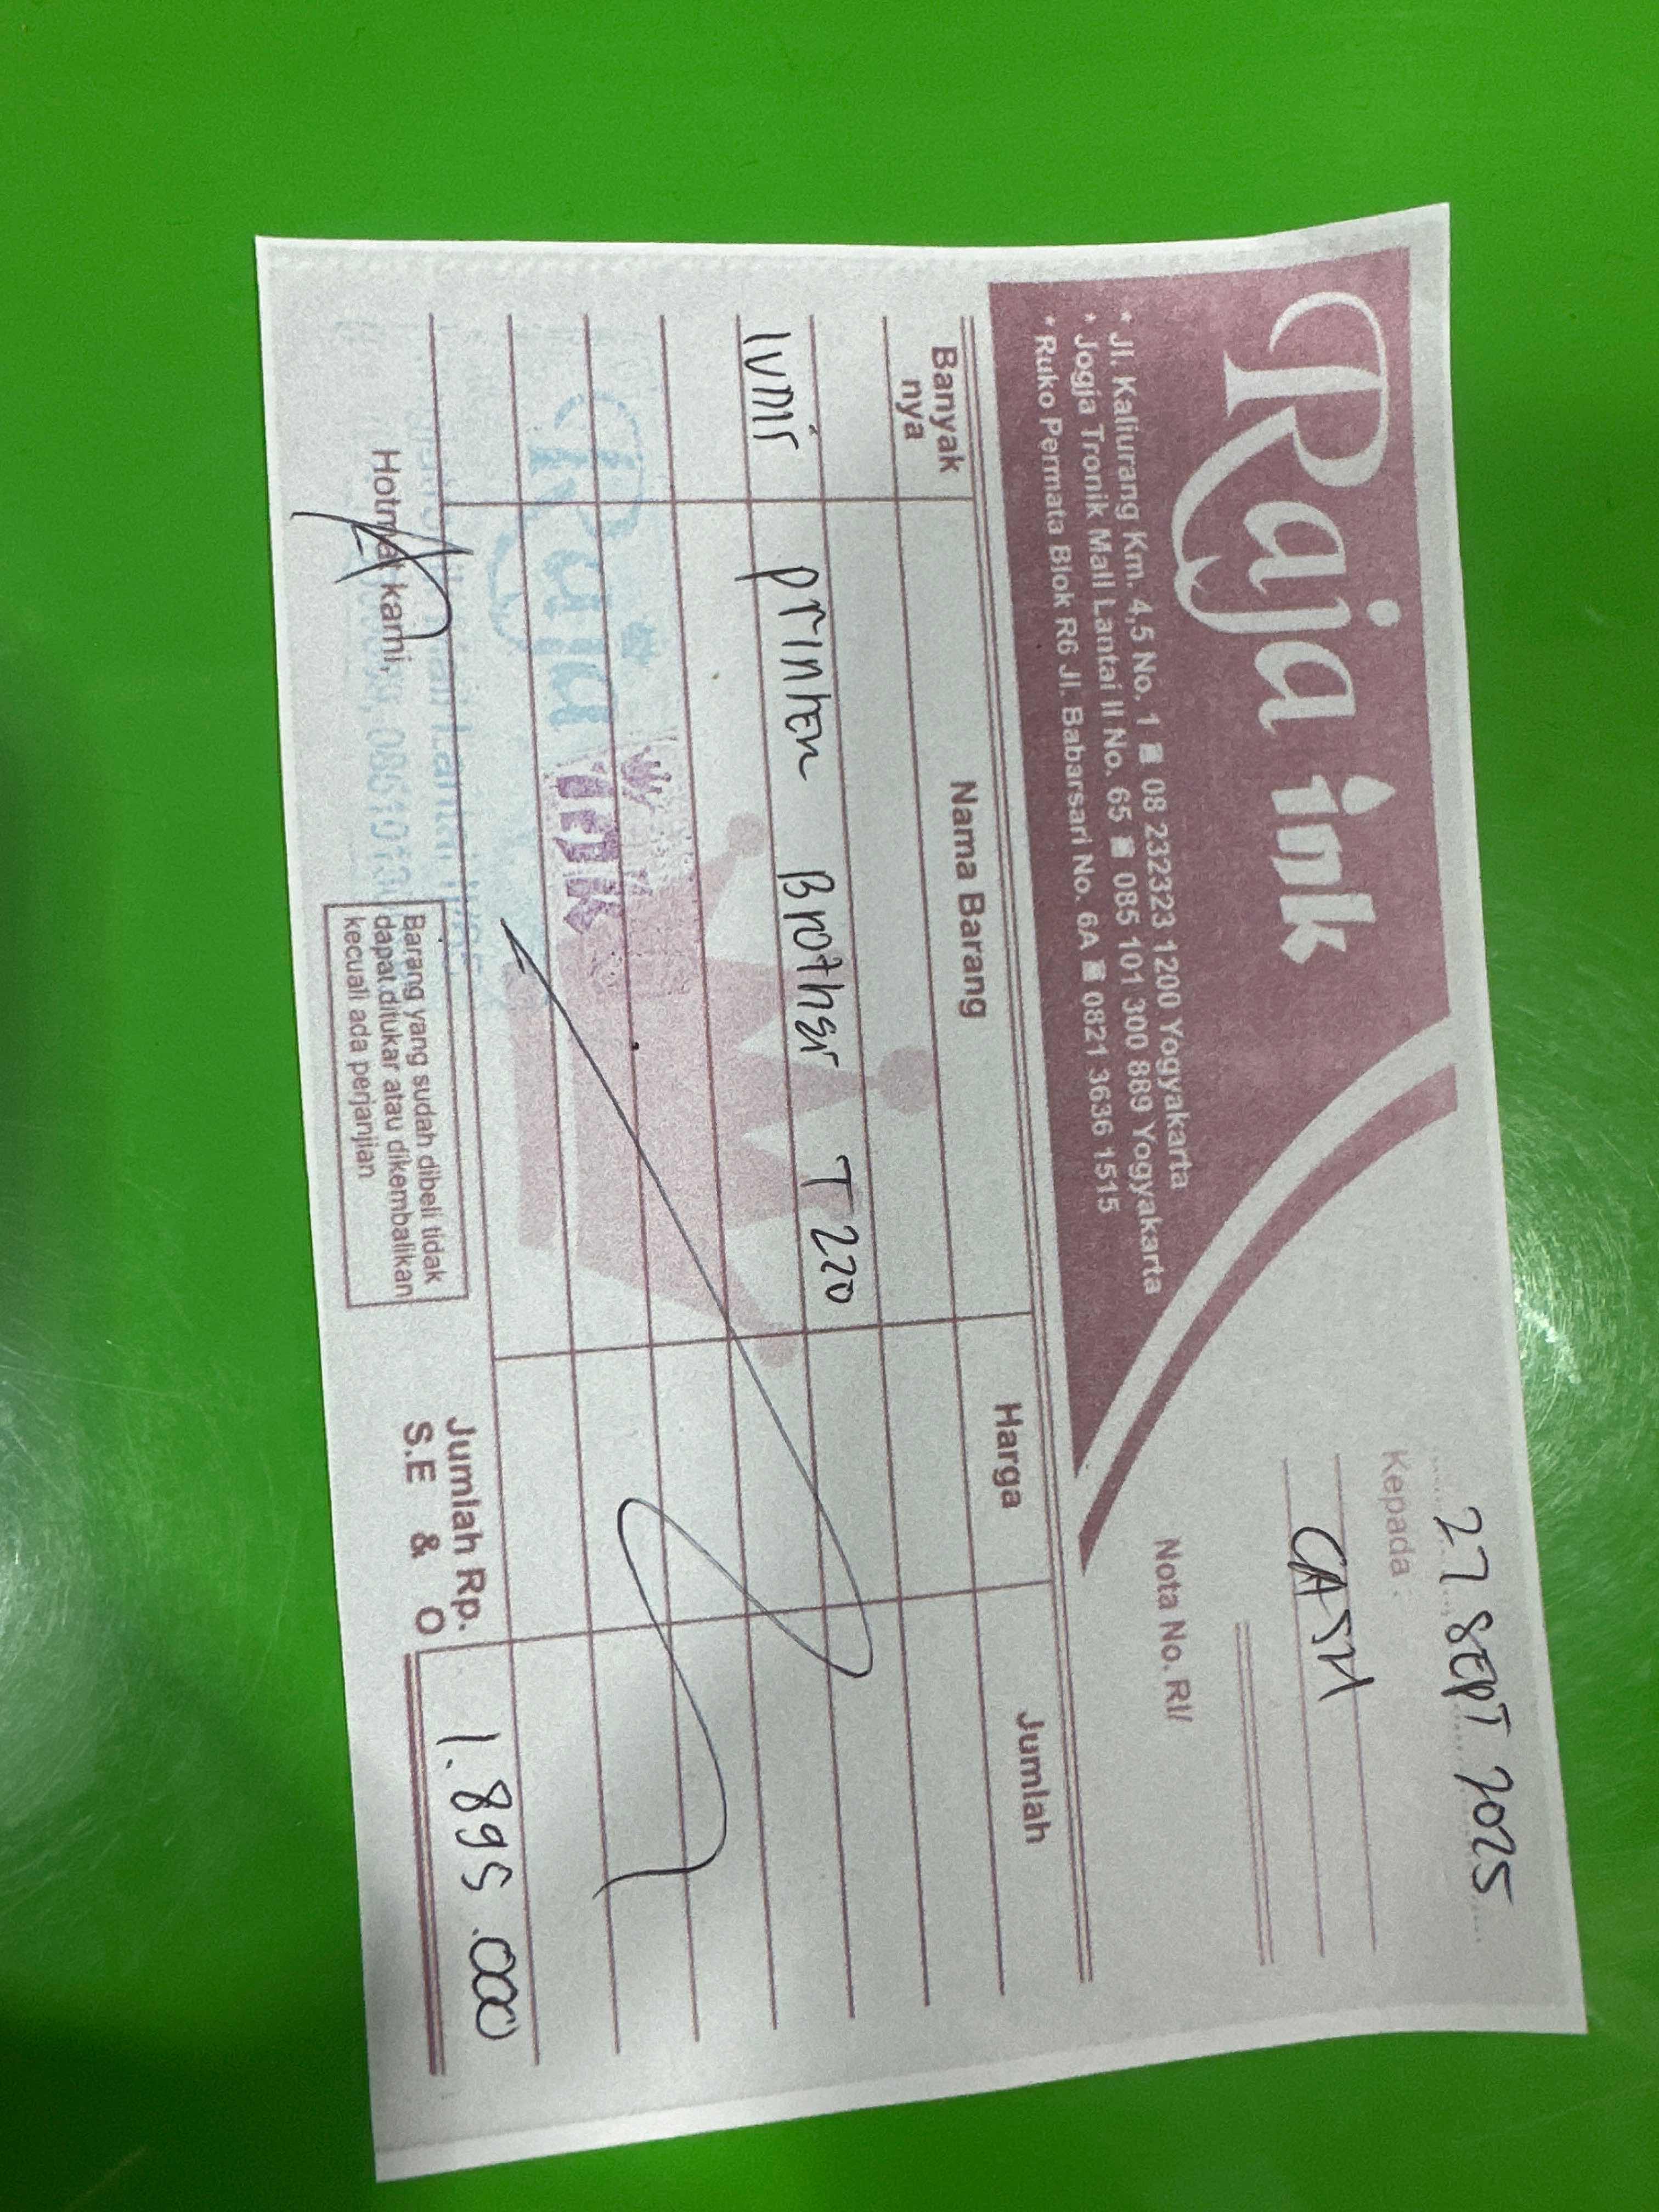 Raja ink
* Jl. Kaliurang Km. 4,5 No. 1 ☎ 08 232323 1200 Yogyakarta
* Jogja Tronik Mall Lantai II No. 65 ☎ 085 101 300 889 Yogyakarta
* Ruko Permata Blok R6 Jl. Babarsari No. 6A ☎ 0821 3636 1515
27 SEPT 2025
Kepada :
CASH
Nota No. RI/
Banyak nya Nama Barang Harga Jumlah
1 unit printer Brother T 220
Raja ink
Hotmat kami,
Barang yang sudah dibeli tidak
dapat ditukar atau dikembalikan
kecuali ada perjanjian
Jumlah Rp. 1.895.000
S.E & O